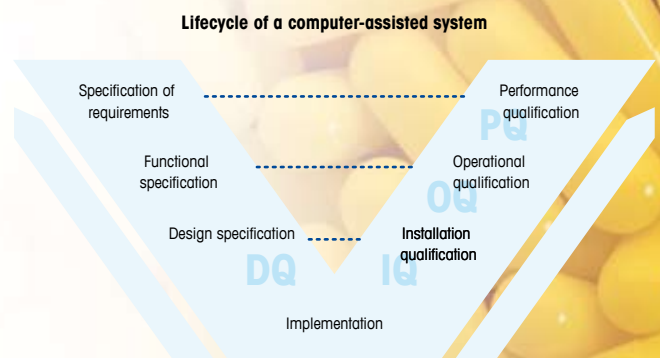 Lifecycle of a computer-assisted system
Specification of
requirements
Performance
qualification
PQ
Functional
specification
Operational
qualification
OQ
Design specification
Installation
qualification
DQ
IQ
Implementation